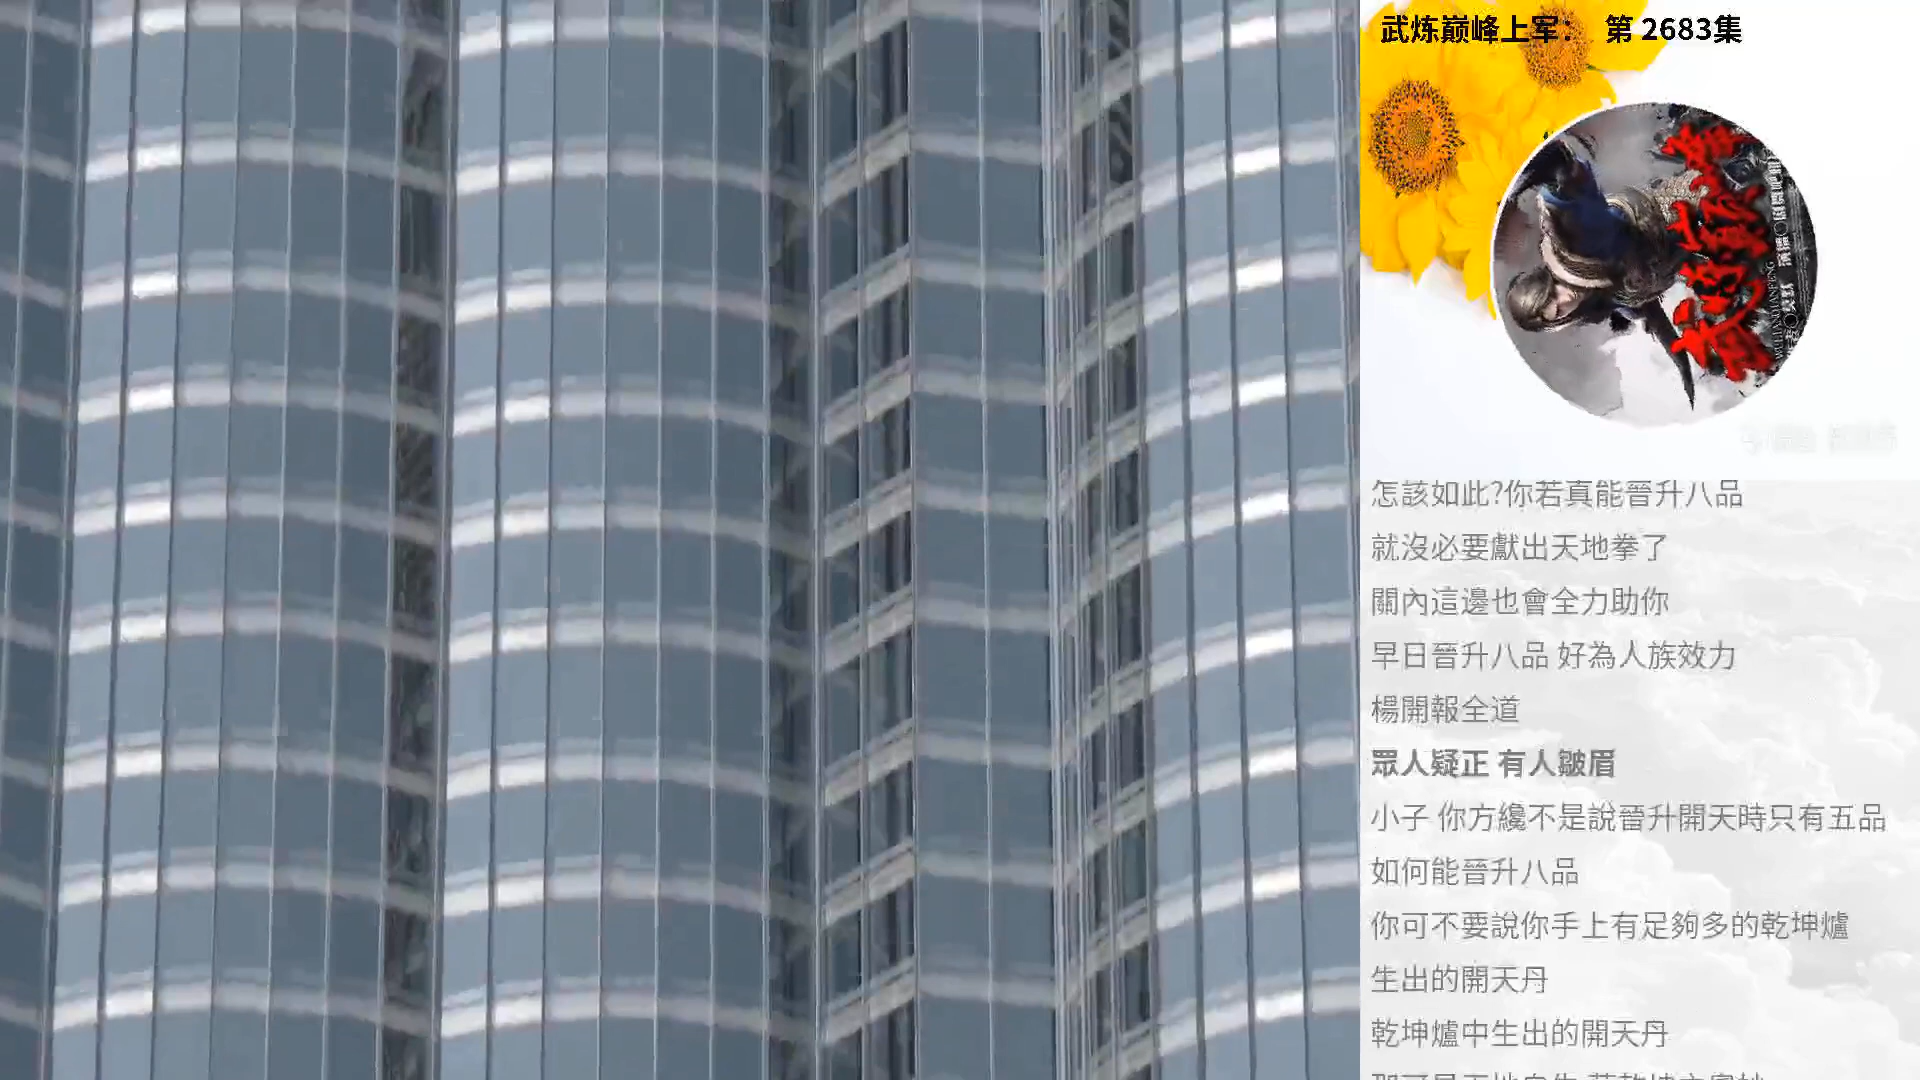 武炼巅峰上军： 第 2683集
怎該如此?你若真能晉升八品
就沒必要獻出天地拳了
關內這邊也會全力助你
早日晉升八品 好為人族效力
楊開報全道
眾人疑正 有人皺眉
小子 你方纔不是說晉升開天時只有五品
如何能晉升八品
你可不要說你手上有足夠多的乾坤爐
生出的開天丹
乾坤爐中生出的開天丹